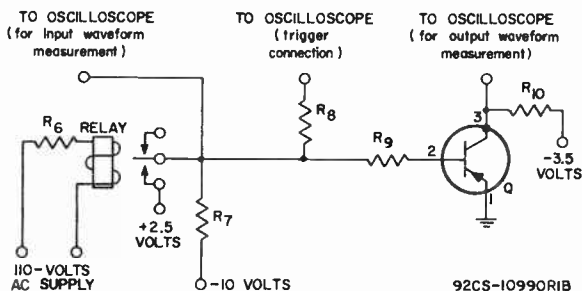 TO OSCILLOSCOPE
(for Input waveform
measurement)
TO OSCILLOSCOPE
(trigger
connection)
TO OSCILLOSCOPE
(for output waveform
measurement)
R6
RELAY
R8
R9
R10
3
2
1
Q
-3.5
VOLTS
+2.5
VOLTS
R7
110-VOLTS
AC SUPPLY
-10 VOLTS
92CS-10990R1B